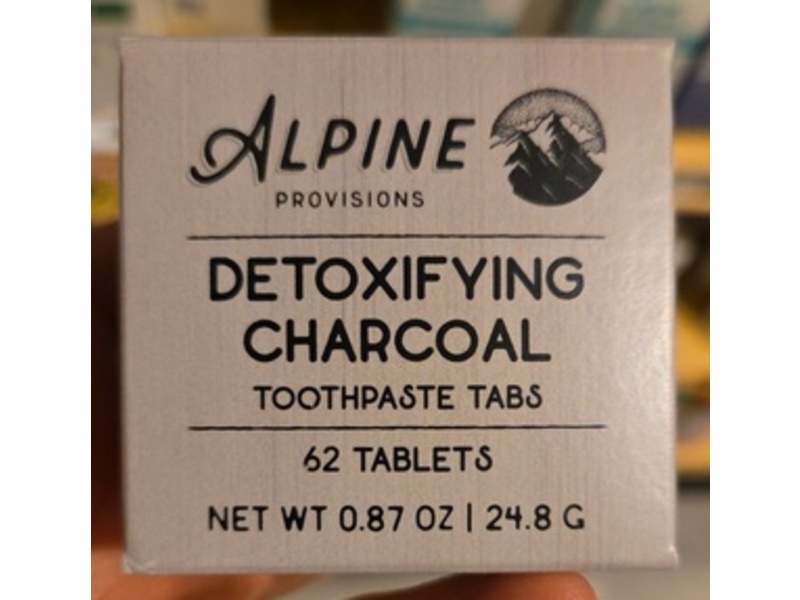 ALPINE
PROVISIONS
DETOXIFYING
CHARCOAL
TOOTHPASTE TABS
62 TABLETS
NET WT 0.87 OZ | 24.8 G